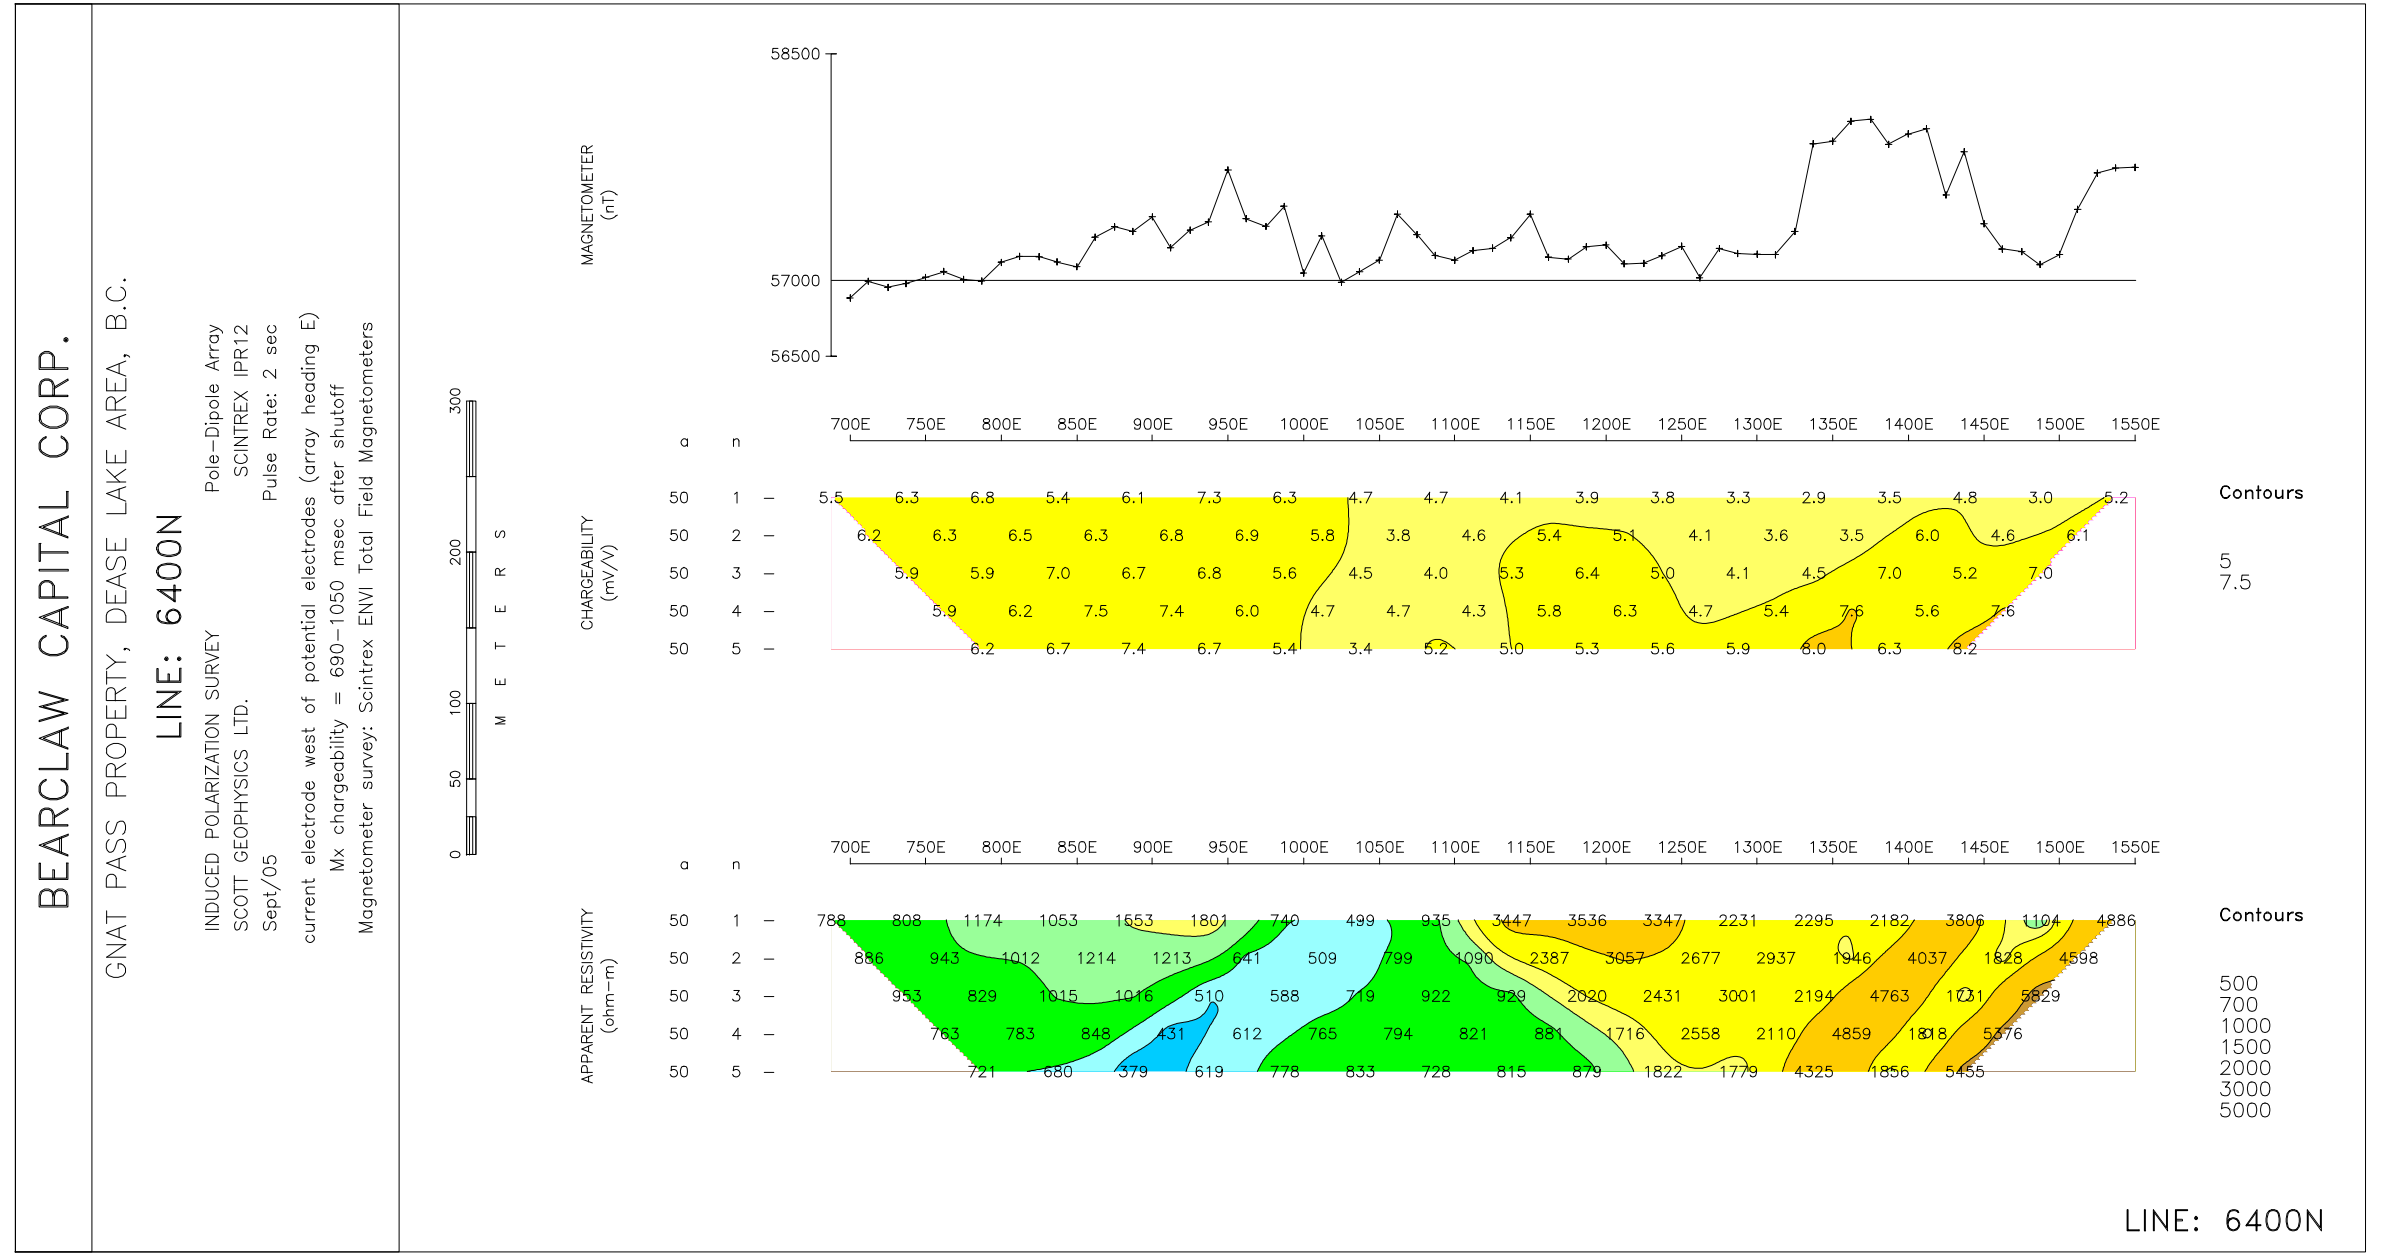 BEARCLAW CAPITAL CORP.
GNAT PASS PROPERTY, DEASE LAKE AREA, B.C.
LINE: 6400N
INDUCED POLARIZATION SURVEY Pole-Dipole Array
SCOTT GEOPHYSICS LTD. SCINTREX IPR12
Sept/05 Pulse Rate: 2 sec
current electrode west of potential electrodes (array heading E)
Mx chargeability = 690-1050 msec after shutoff
Magnetometer survey: Scintrex ENVI Total Field Magnetometers
0 50 100 200 300
METERS
MAGNETOMETER
(nT)
58500
57000
56500
700E 750E 800E 850E 900E 950E 1000E 1050E 1100E 1150E 1200E 1250E 1300E 1350E 1400E 1450E 1500E 1550E
a n
CHARGEABILITY
(mV/V)
50 1 - 5.5 6.3 6.8 5.4 6.1 7.3 6.3 4.7 4.7 4.1 3.9 3.8 3.3 2.9 3.5 4.8 3.0 5.2
50 2 - 6.2 6.3 6.5 6.3 6.8 6.9 5.8 3.8 4.6 5.4 5.1 4.1 3.6 3.5 6.0 4.6 6.1
50 3 - 5.9 5.9 7.0 6.7 6.8 5.6 4.5 4.0 5.3 6.4 5.0 4.1 4.5 7.0 5.2 7.0
50 4 - 5.9 6.2 7.5 7.4 6.0 4.7 4.7 4.3 5.8 6.3 4.7 5.4 7.6 5.6 7.6
50 5 - 6.2 6.7 7.4 6.7 5.4 3.4 5.2 5.0 5.3 5.6 5.9 8.0 6.3 8.2
Contours
5
7.5
700E 750E 800E 850E 900E 950E 1000E 1050E 1100E 1150E 1200E 1250E 1300E 1350E 1400E 1450E 1500E 1550E
a n
APPARENT RESISTIVITY
(ohm-m)
50 1 - 788 808 1174 1053 1553 1801 740 499 935 3447 3536 3347 2231 2295 2182 3806 1104 4886
50 2 - 886 943 1012 1214 1213 641 509 799 1090 2387 3057 2677 2937 1946 4037 1828 4598
50 3 - 953 829 1015 1016 510 588 719 922 929 2020 2431 3001 2194 4763 1731 5829
50 4 - 763 783 848 431 612 765 794 821 881 1716 2558 2110 4859 1818 5376
50 5 - 721 680 379 619 778 833 728 815 879 1822 1779 4325 1856 5455
Contours
500
700
1000
1500
2000
3000
5000
LINE: 6400N